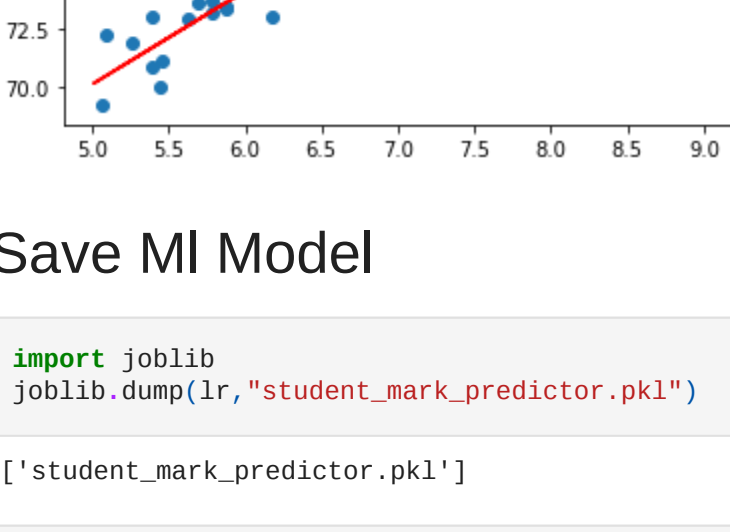 72.5
70.0
5.0 5.5 6.0 6.5 7.0 7.5 8.0 8.5 9.0
Save Ml Model
import joblib
joblib.dump(lr,"student_mark_predictor.pkl")
['student_mark_predictor.pkl']